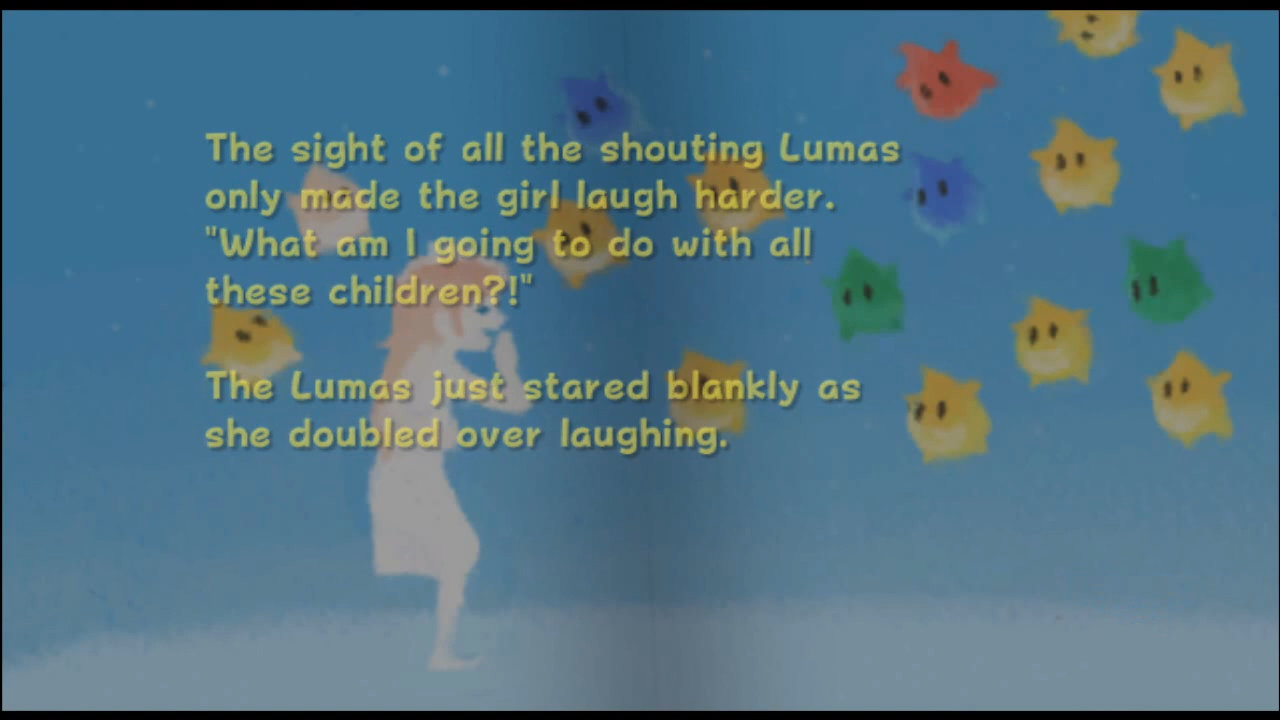 The sight of all the shouting Lumas
only made the girl laugh harder.
"What am I going to do with all
these children?!"
The Lumas just stared blankly as
she doubled over laughing.